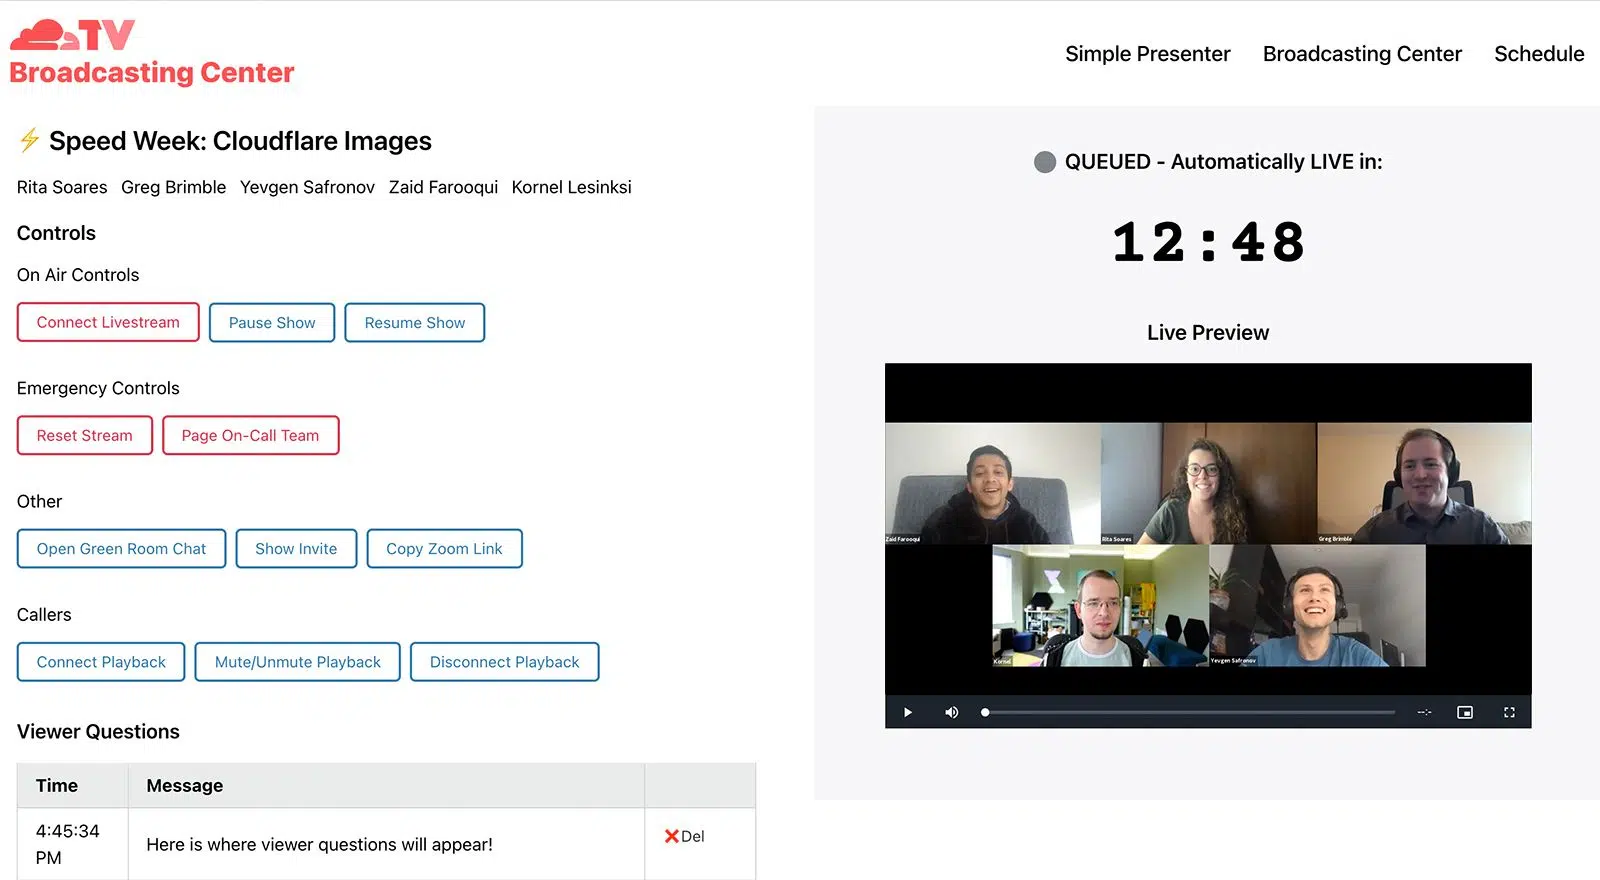 TV
Broadcasting Center
Simple Presenter Broadcasting Center Schedule
⚡ Speed Week: Cloudflare Images
Rita Soares Greg Brimble Yevgen Safronov Zaid Farooqui Kornel Lesinksi
Controls
On Air Controls
Connect Livestream Pause Show Resume Show
Emergency Controls
Reset Stream Page On-Call Team
Other
Open Green Room Chat Show Invite Copy Zoom Link
Callers
Connect Playback Mute/Unmute Playback Disconnect Playback
Viewer Questions
Time Message
4:45:34
PM
Here is where viewer questions will appear!
❌Del
QUEUED - Automatically LIVE in:
12:48
Live Preview
Zaid Farooqui Rita Soares Greg Brimble
Kornel Yevgen Safronov
--:-